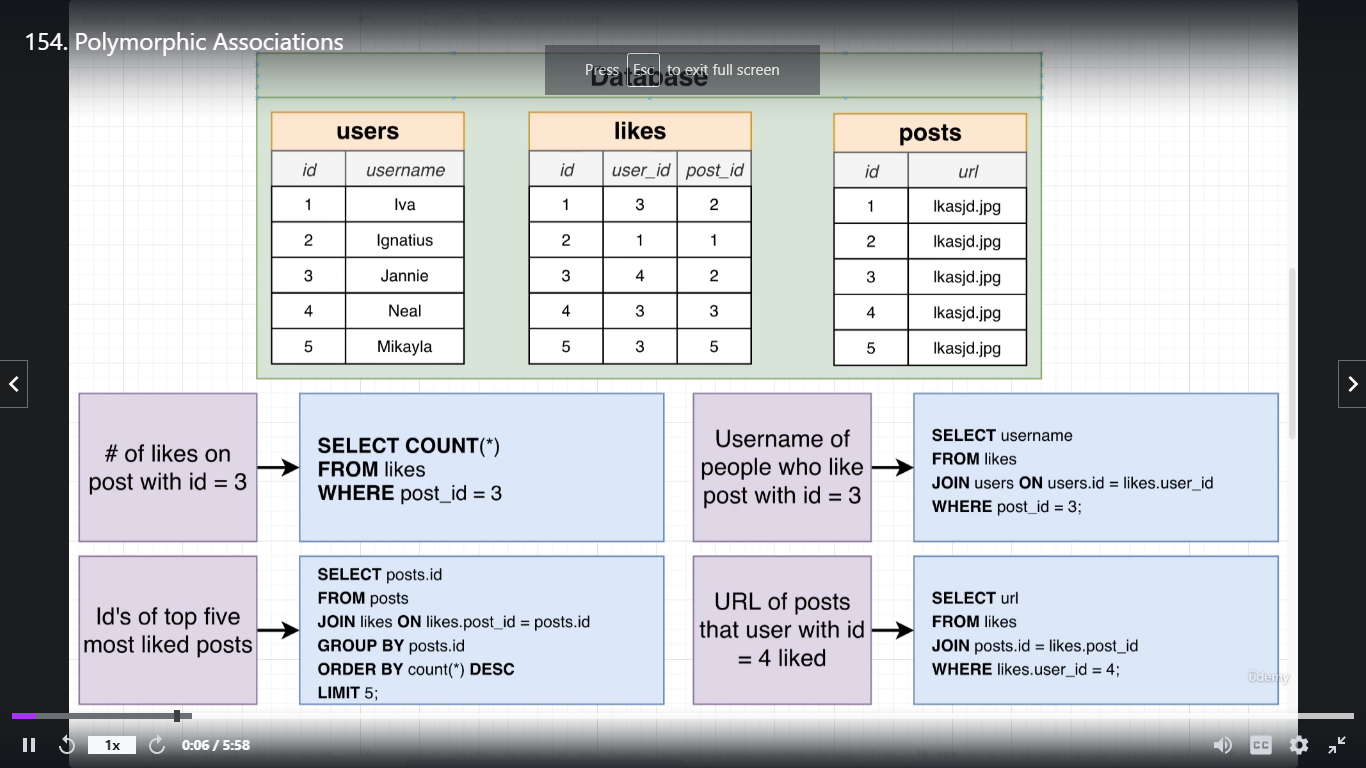 154. Polymorphic Associations
Press Esc to exit full screen
Database
users
id username
1 Iva
2 Ignatius
3 Jannie
4 Neal
5 Mikayla
likes
id user_id post_id
1 3 2
2 1 1
3 4 2
4 3 3
5 3 5
posts
id url
1 lkasjd.jpg
2 lkasjd.jpg
3 lkasjd.jpg
4 lkasjd.jpg
5 lkasjd.jpg
# of likes on
post with id = 3
SELECT COUNT(*)
FROM likes
WHERE post_id = 3
Username of
people who like
post with id = 3
SELECT username
FROM likes
JOIN users ON users.id = likes.user_id
WHERE post_id = 3;
Id's of top five
most liked posts
SELECT posts.id
FROM posts
JOIN likes ON likes.post_id = posts.id
GROUP BY posts.id
ORDER BY count(*) DESC
LIMIT 5;
URL of posts
that user with id
= 4 liked
SELECT url
FROM likes
JOIN posts.id = likes.post_id
WHERE likes.user_id = 4;
ûdemy
1x
0:06 / 5:58
CC